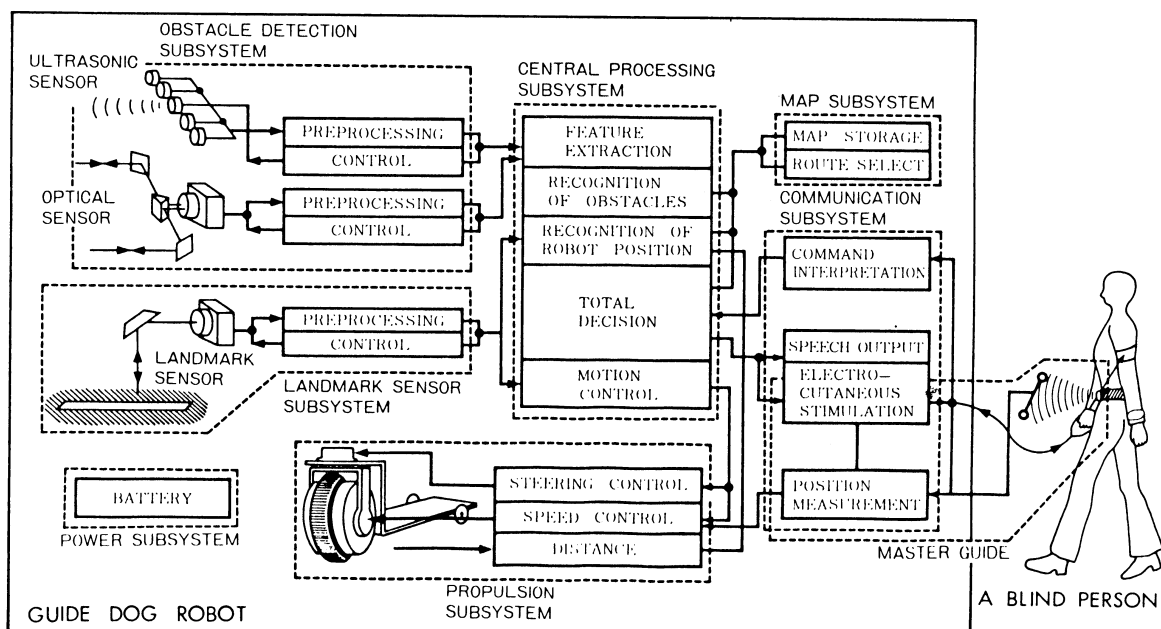 OBSTACLE DETECTION
SUBSYSTEM
ULTRASONIC
SENSOR
PREPROCESSING
CONTROL
OPTICAL
SENSOR
PREPROCESSING
CONTROL
LANDMARK
SENSOR
PREPROCESSING
CONTROL
LANDMARK SENSOR
SUBSYSTEM
BATTERY
POWER SUBSYSTEM
CENTRAL PROCESSING
SUBSYSTEM
FEATURE
EXTRACTION
RECOGNITION
OF OBSTACLES
RECOGNITION OF
ROBOT POSITION
TOTAL
DECISION
MOTION
CONTROL
STEERING CONTROL
SPEED CONTROL
DISTANCE
PROPULSION
SUBSYSTEM
MAP SUBSYSTEM
MAP STORAGE
ROUTE SELECT
COMMUNICATION
SUBSYSTEM
COMMAND
INTERPRETATION
SPEECH OUTPUT
ELECTRO-
CUTANEOUS
STIMULATION
POSITION
MEASUREMENT
MASTER GUIDE
GUIDE DOG ROBOT
A BLIND PERSON